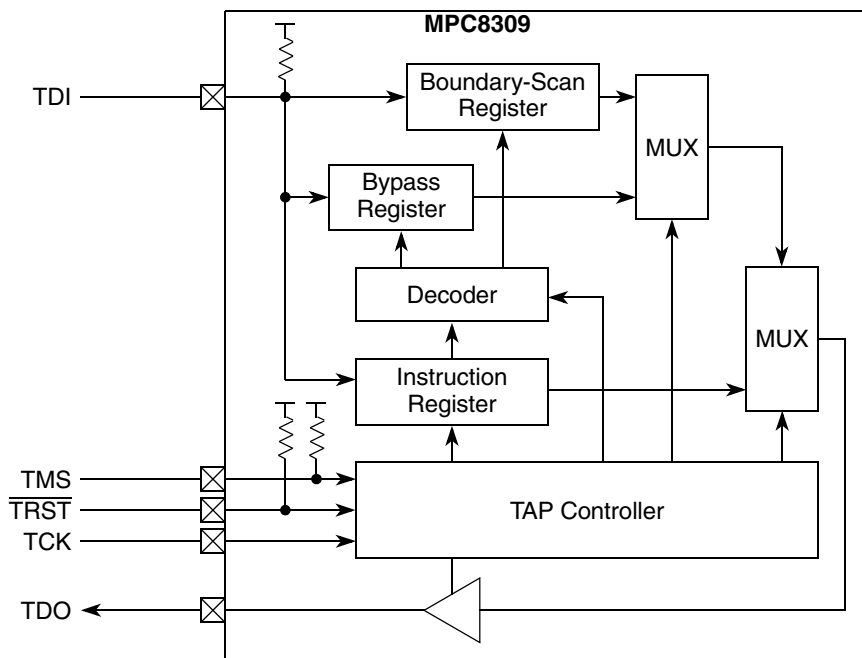 MPC8309
TDI
Boundary-Scan
Register
MUX
Bypass
Register
Decoder
MUX
Instruction
Register
TMS
TRST
TCK
TAP Controller
TDO